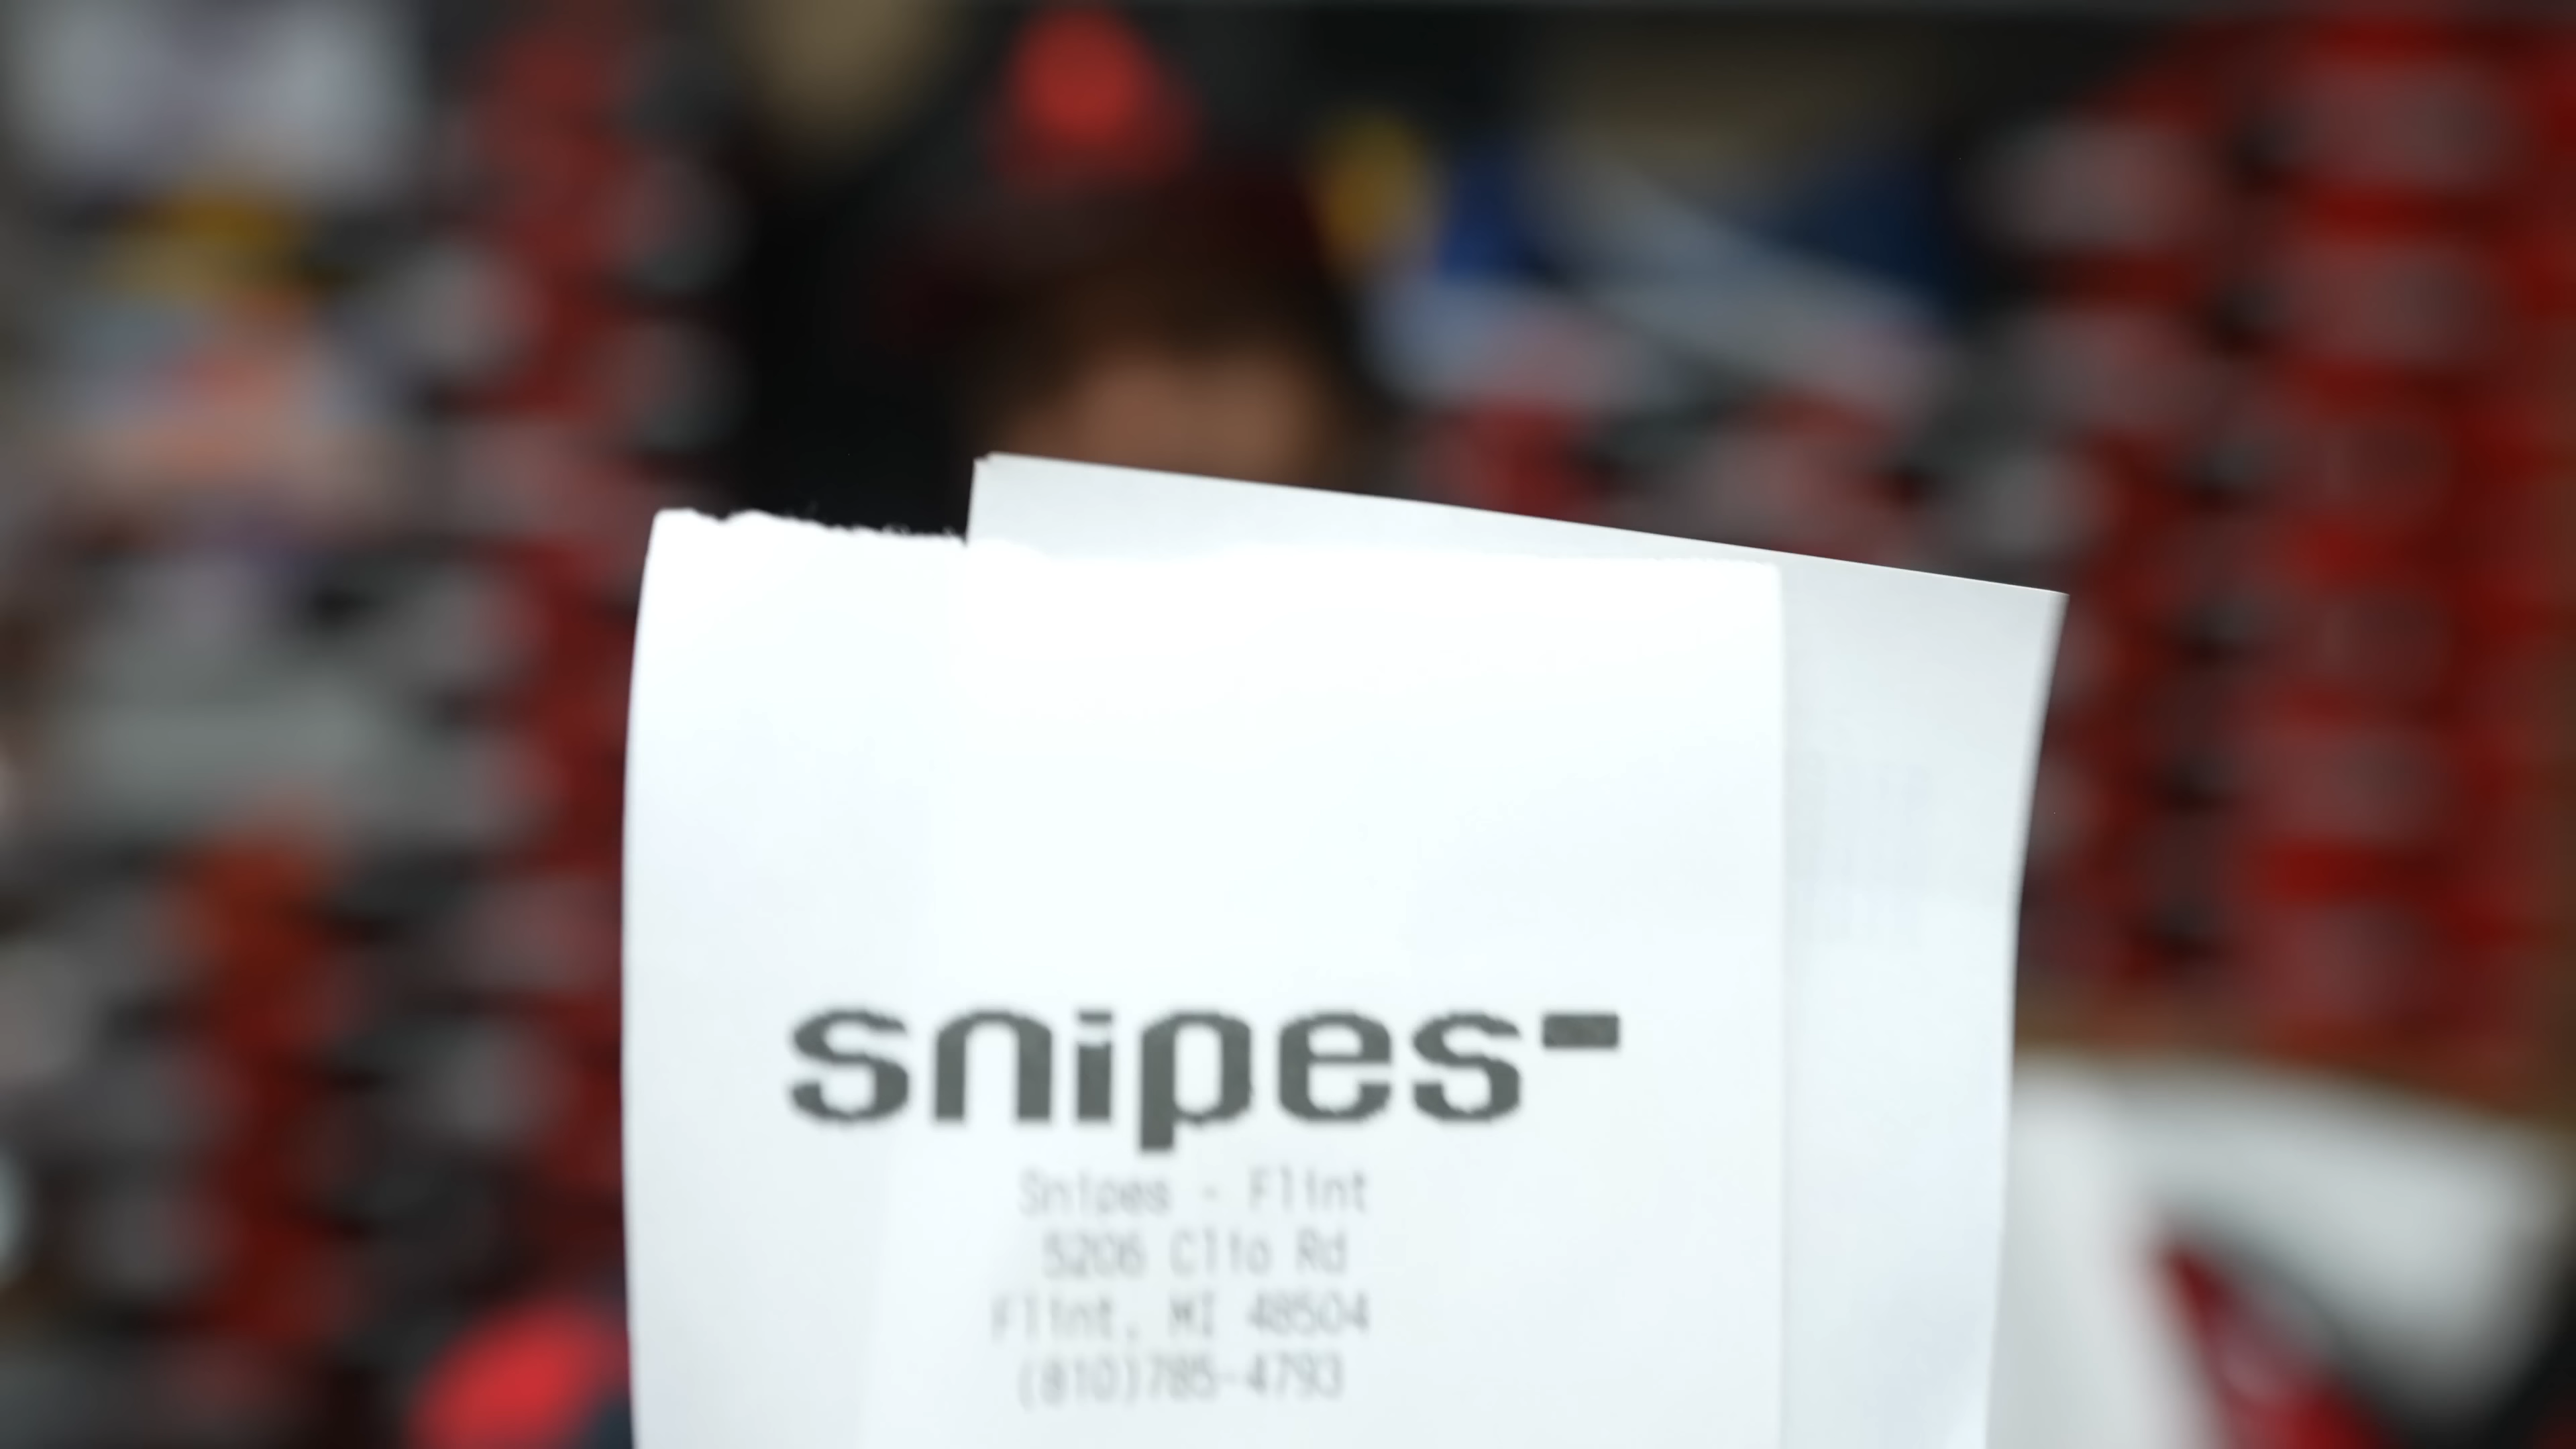 snipes-
Snipes - Flint
5206 Clio Rd
Flint, MI 48504
(810)785-4793